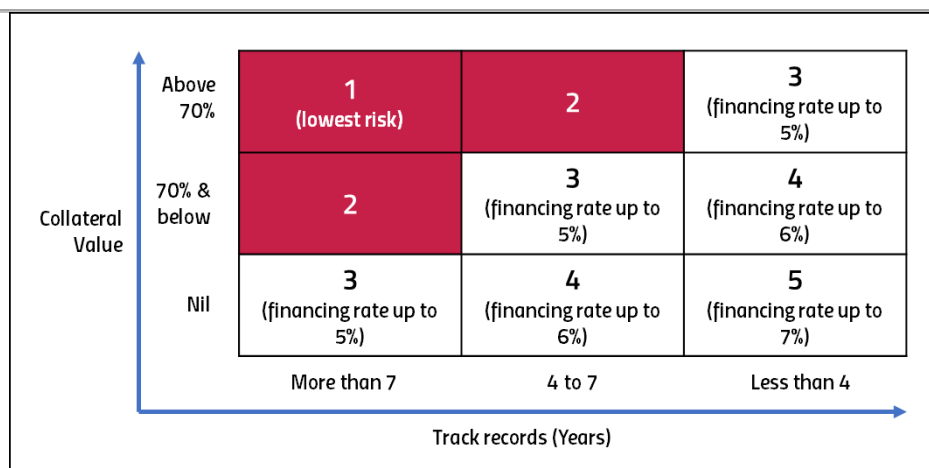 Above
70%
1
(lowest risk)
2
3
(financing rate up to
5%)
Collateral
Value
70% &
below
2
3
(financing rate up to
5%)
4
(financing rate up to
6%)
Nil
3
(financing rate up to
5%)
4
(financing rate up to
6%)
5
(financing rate up to
7%)
More than 7
4 to 7
Less than 4
Track records (Years)